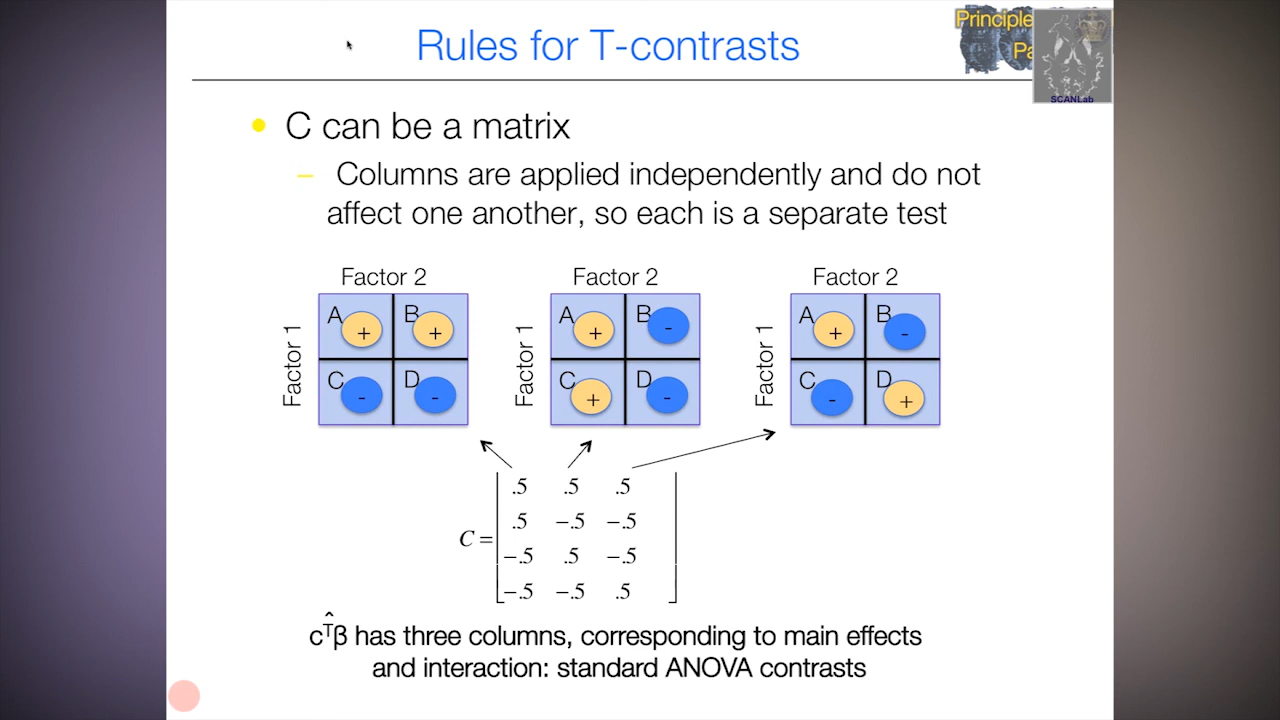 Rules for T-contrasts
Principle
Pa
SCANLab
• C can be a matrix
– Columns are applied independently and do not
affect one another, so each is a separate test
Factor 2
Factor 1
A + B +
C - D -
Factor 2
Factor 1
A + B -
C + D -
Factor 2
Factor 1
A + B -
C - D +
C =
.5 .5 .5
.5 −.5 −.5
−.5 .5 −.5
−.5 −.5 .5
cᵀβ̂ has three columns, corresponding to main effects
and interaction: standard ANOVA contrasts